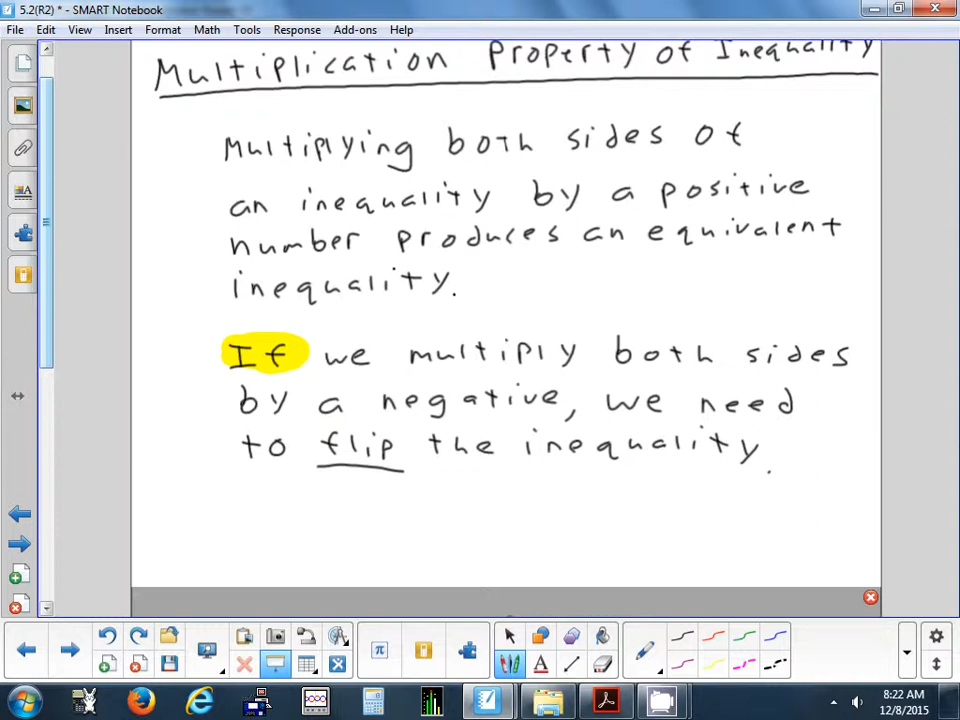 5.2(R2) * - SMART Notebook
File Edit View Insert Format Math Tools Response Add-ons Help
Multiplication Property of Inequality
Multiplying both sides of
an inequality by a positive
number produces an equivalent
inequality.
If we multiply both sides
by a negative, we need
to flip the inequality.
8:22 AM
12/8/2015